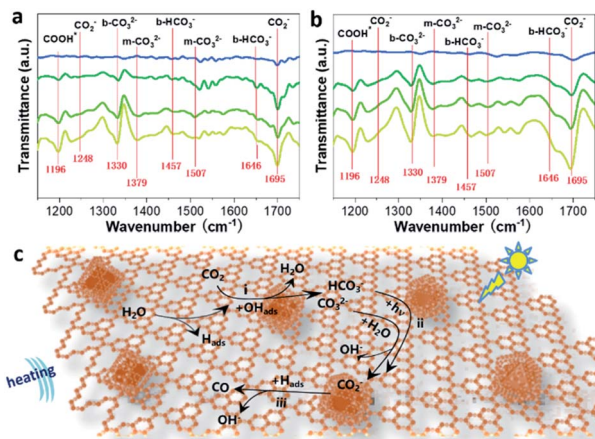 a
COOH*
CO₂⁻
b-CO₃²⁻
m-CO₃²⁻
b-HCO₃⁻
m-CO₃²⁻
b-HCO₃⁻
CO₂⁻
Transmittance (a.u.)
1196
1248
1330
1379
1457
1507
1646
1695
1200 1300 1400 1500 1600 1700
Wavenumber (cm⁻¹)
b
COOH*
CO₂⁻
b-CO₃²⁻
m-CO₃²⁻
b-HCO₃⁻
m-CO₃²⁻
b-HCO₃⁻
CO₂⁻
Transmittance (a.u.)
1196
1248
1330
1379
1457
1507
1646
1695
1200 1300 1400 1500 1600 1700
Wavenumber (cm⁻¹)
c
CO₂
i
H₂O
HCO₃⁻
CO₃²⁻
+hν
ii
H₂O
+OHads
Hads
+H₂O
OH⁻
heating
CO
+Hads
CO₂⁻
iii
OH⁻